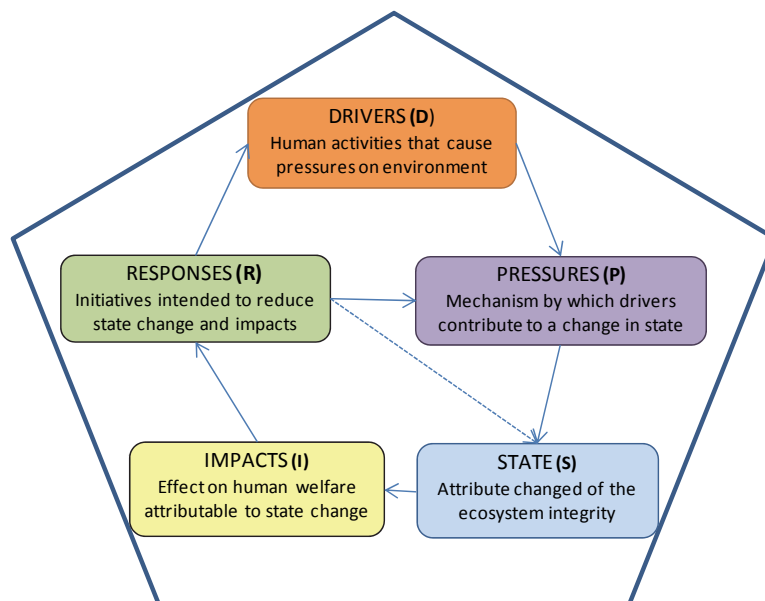 DRIVERS (D)
Human activities that cause
pressures on environment
RESPONSES (R)
Initiatives intended to reduce
state change and impacts
PRESSURES (P)
Mechanism by which drivers
contribute to a change in state
IMPACTS (I)
Effect on human welfare
attributable to state change
STATE (S)
Attribute changed of the
ecosystem integrity